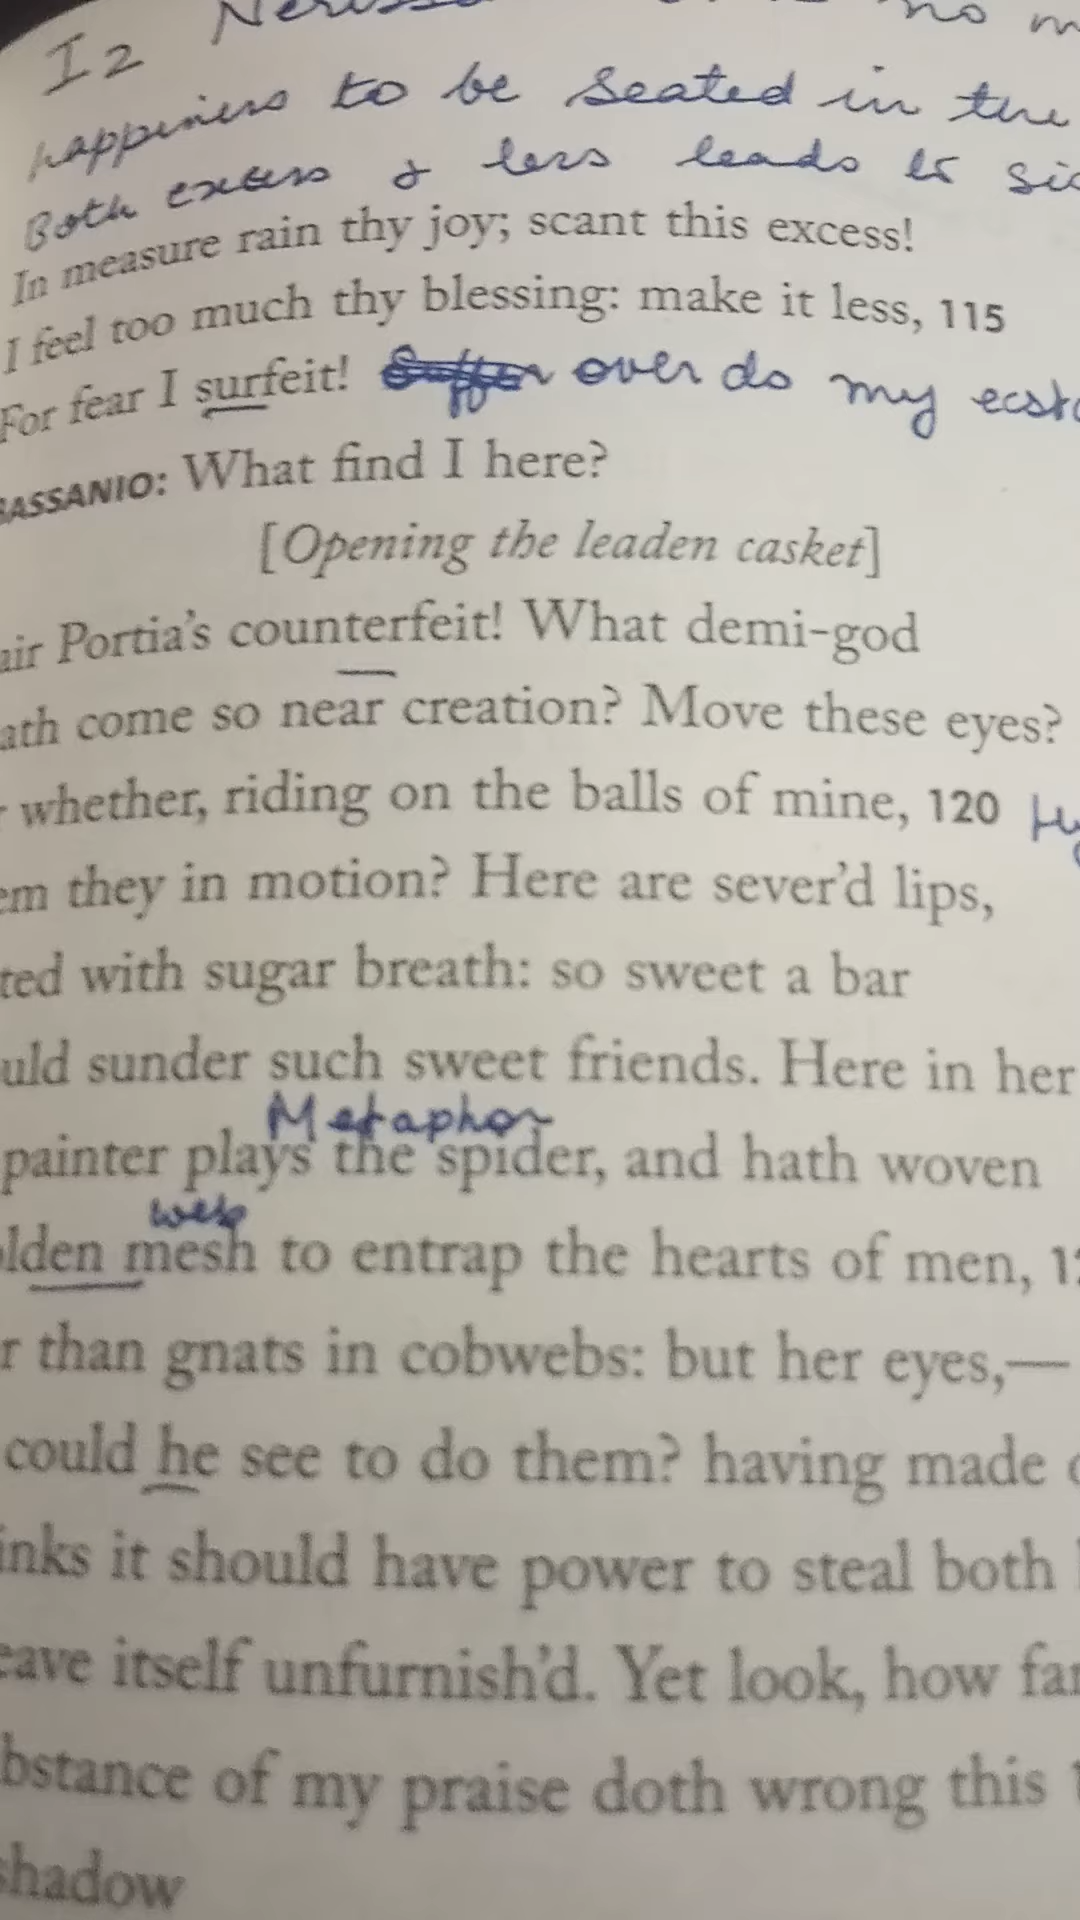 I2 no
happiness to be seated in the
Both excess & less leads to
In measure rain thy joy; scant this excess!
I feel too much thy blessing: make it less, 115
For fear I surfeit! over do my
BASSANIO: What find I here?
[Opening the leaden casket]
Portia's counterfeit! What demi-god
come so near creation? Move these eyes?
whether, riding on the balls of mine, 120
they in motion? Here are sever'd lips,
with sugar breath: so sweet a bar
sunder such sweet friends. Here in her
Metaphor
painter plays the spider, and hath woven
web
mesh to entrap the hearts of men,
than gnats in cobwebs: but her eyes,—
could he see to do them? having made
it should have power to steal both
itself unfurnish'd. Yet look, how far
of my praise doth wrong this
shadow